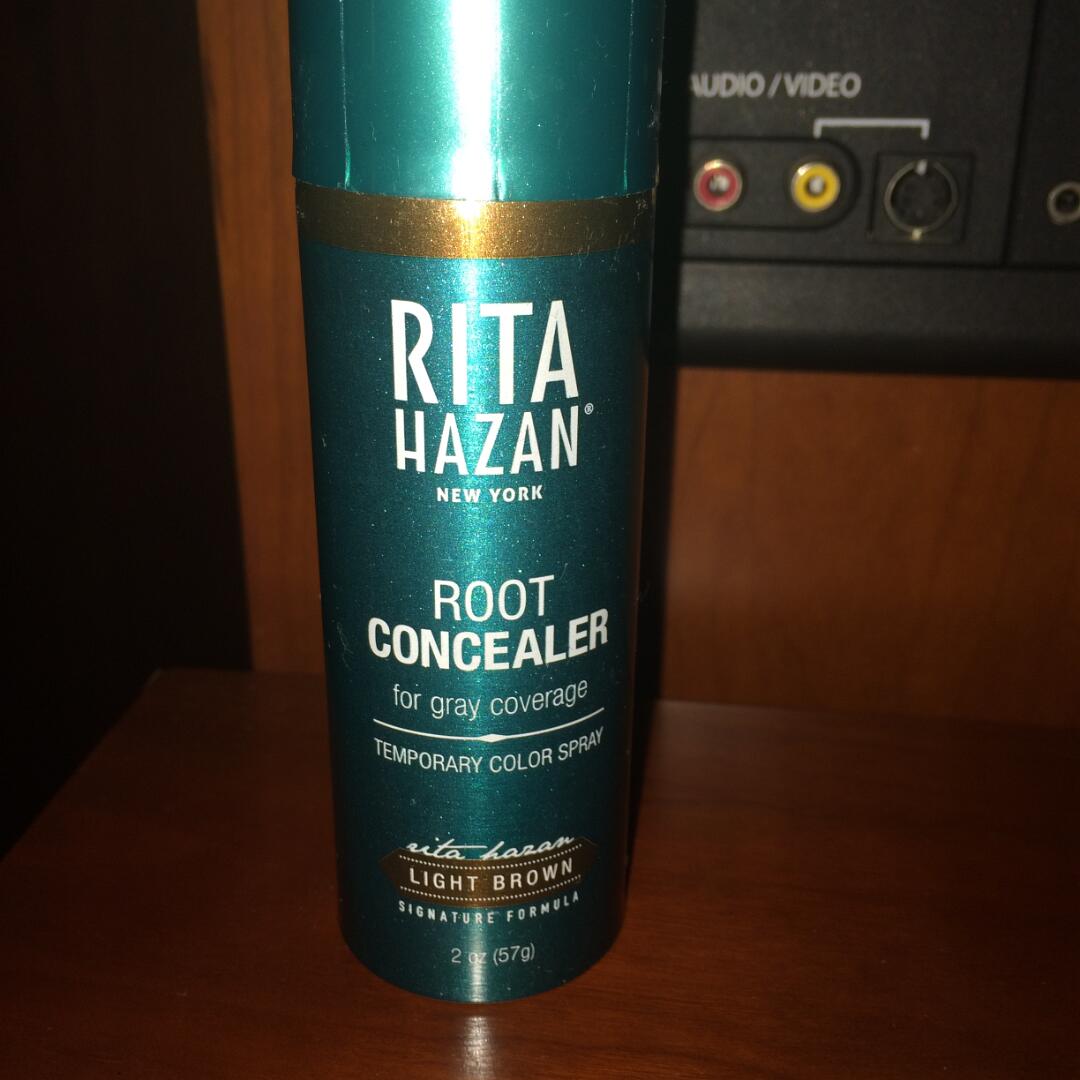 AUDIO / VIDEO
RITA
HAZAN®
NEW YORK
ROOT
CONCEALER
for gray coverage
TEMPORARY COLOR SPRAY
rita hazan
LIGHT BROWN
SIGNATURE FORMULA
2 oz (57g)